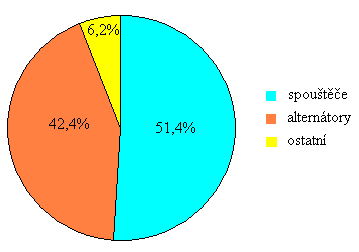 6,2%
42,4%
51,4%
spouštěče
alternátory
ostatní